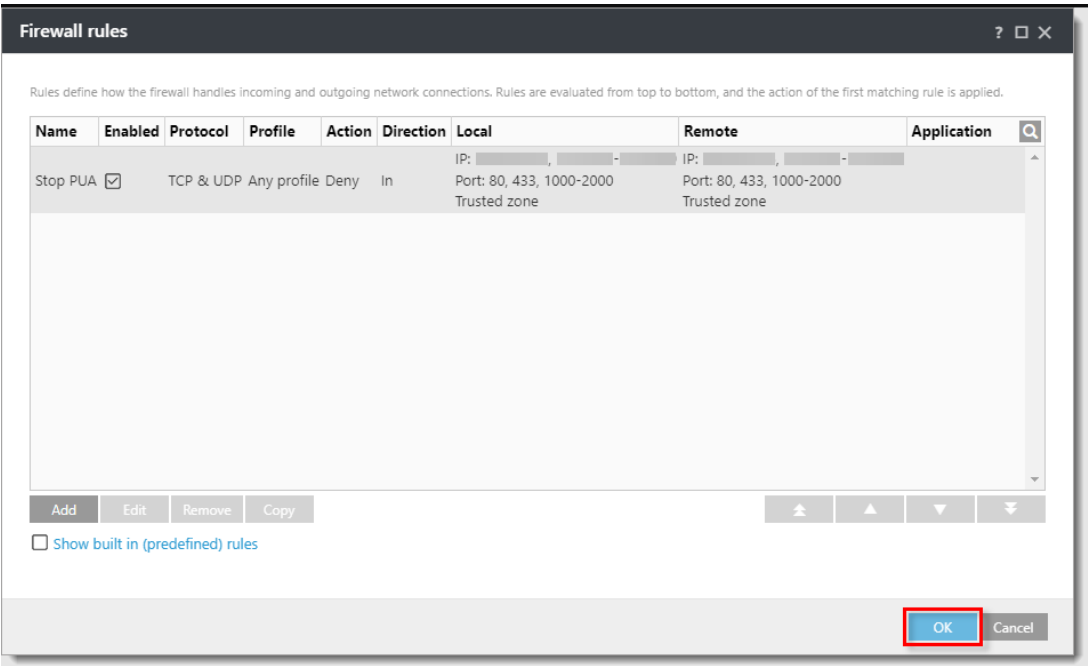 Firewall rules ?
Rules define how the firewall handles incoming and outgoing network connections. Rules are evaluated from top to bottom, and the action of the first matching rule is applied.
Name Enabled Protocol Profile Action Direction Local Remote Application
IP: , - IP: , -
Stop PUA TCP & UDP Any profile Deny In Port: 80, 433, 1000-2000 Port: 80, 433, 1000-2000
Trusted zone Trusted zone
Add Edit Remove Copy
Show built in (predefined) rules
OK Cancel